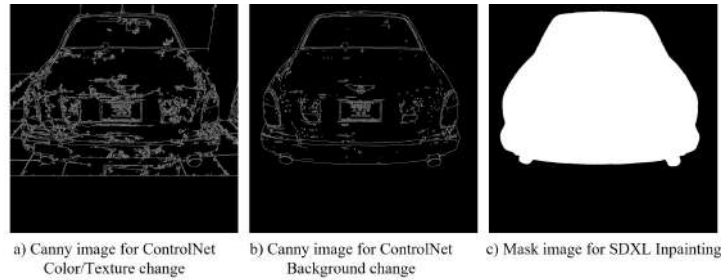 a) Canny image for ControlNet
Color/Texture change
b) Canny image for ControlNet
Background change
c) Mask image for SDXL Inpainting